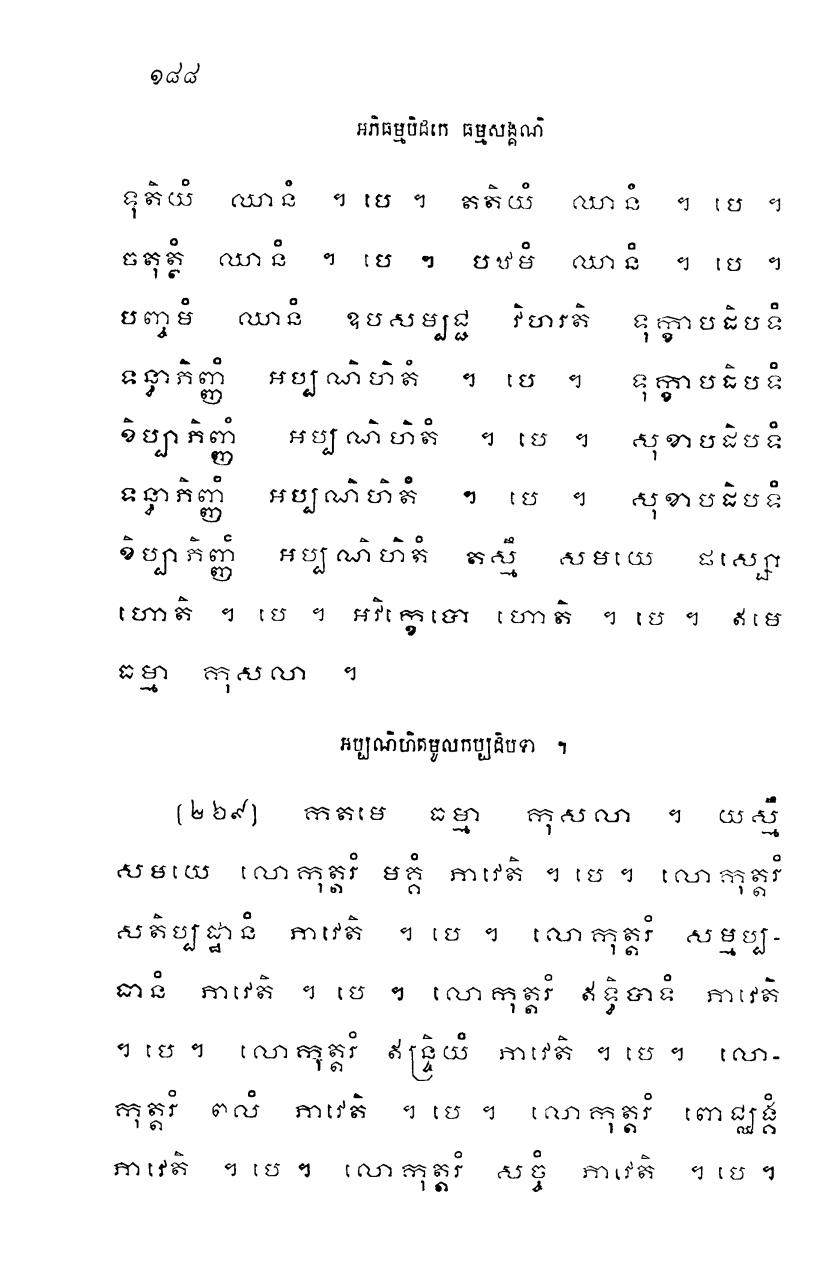 ១៨៨
អភិធម្មបិដកេ ធម្មសង្គណិ
ទុតិយំ ឈានំ ។ បេ ។ តតិយំ ឈានំ ។ បេ ។
ចតុត្ថំ ឈានំ ។ បេ ។ បឋមំ ឈានំ ។ បេ ។
បញ្ចមំ ឈានំ ឧបសម្បជ្ជ វិហរតិ ទុក្ខាបដិបទំ
ទន្ធាភិញ្ញំ អប្បណិហិតំ ។ បេ ។ ទុក្ខាបដិបទំ
ខិប្បាភិញ្ញំ អប្បណិហិតំ ។ បេ ។ សុខាបដិបទំ
ទន្ធាភិញ្ញំ អប្បណិហិតំ ។ បេ ។ សុខាបដិបទំ
ខិប្បាភិញ្ញំ អប្បណិហិតំ តស្មឹ សមយេ ផស្សោ
ហោតិ ។ បេ ។ អវិក្ខេបោ ហោតិ ។ បេ ។ ឥមេ
ធម្មា កុសលា ។
អប្បណិហិតមូលកប្បដិបទា ។
(២៦៩) កតមេ ធម្មា កុសលា ។ យស្មឹ
សមយេ លោកុត្តរំ មគ្គំ ភាវេតិ ។ បេ ។ លោកុត្តរំ
សតិប្បដ្ឋានំ ភាវេតិ ។ បេ ។ លោកុត្តរំ សម្មប្ប-
ធានំ ភាវេតិ ។ បេ ។ លោកុត្តរំ ឥទ្ធិបាទំ ភាវេតិ
។ បេ ។ លោកុត្តរំ ឥន្ទ្រិយំ ភាវេតិ ។ បេ ។ លោ-
កុត្តរំ ពលំ ភាវេតិ ។ បេ ។ លោកុត្តរំ ពោជ្ឈង្គំ
ភាវេតិ ។ បេ ។ លោកុត្តរំ សច្ចំ ភាវេតិ ។ បេ ។